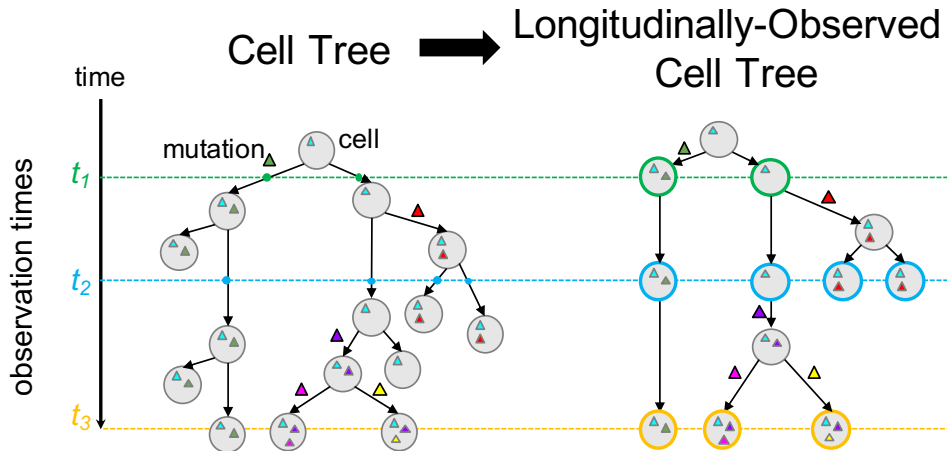 Cell Tree
Longitudinally-Observed
Cell Tree
time
mutation
cell
t1
t2
t3
observation times